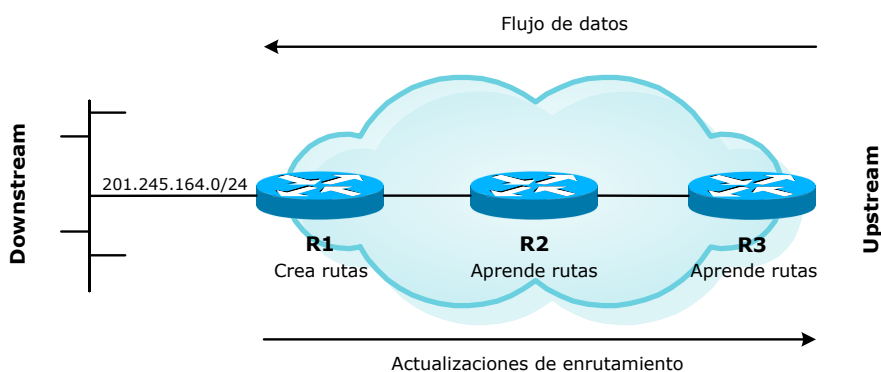 Flujo de datos
Downstream
201.245.164.0/24
R1
Crea rutas
R2
Aprende rutas
R3
Aprende rutas
Upstream
Actualizaciones de enrutamiento